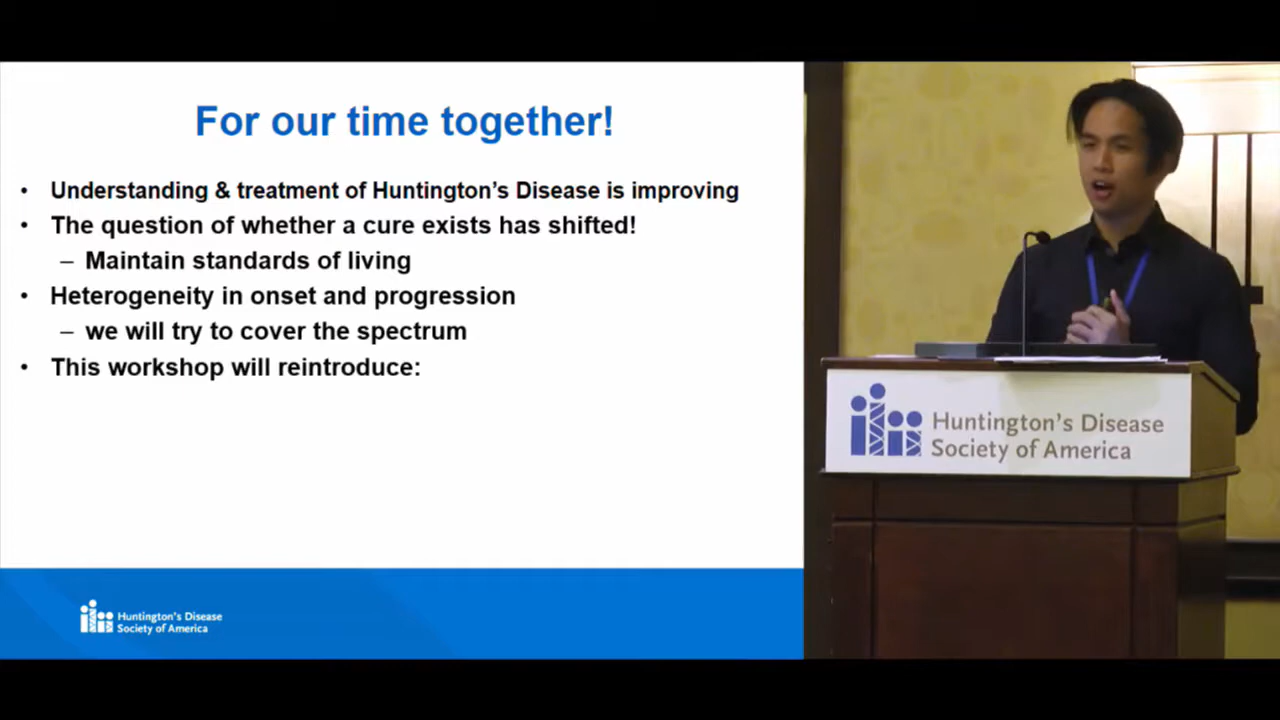 For our time together!
• Understanding & treatment of Huntington's Disease is improving
• The question of whether a cure exists has shifted!
– Maintain standards of living
• Heterogeneity in onset and progression
– we will try to cover the spectrum
• This workshop will reintroduce:
Huntington's Disease
Society of America
Huntington's Disease
Society of America